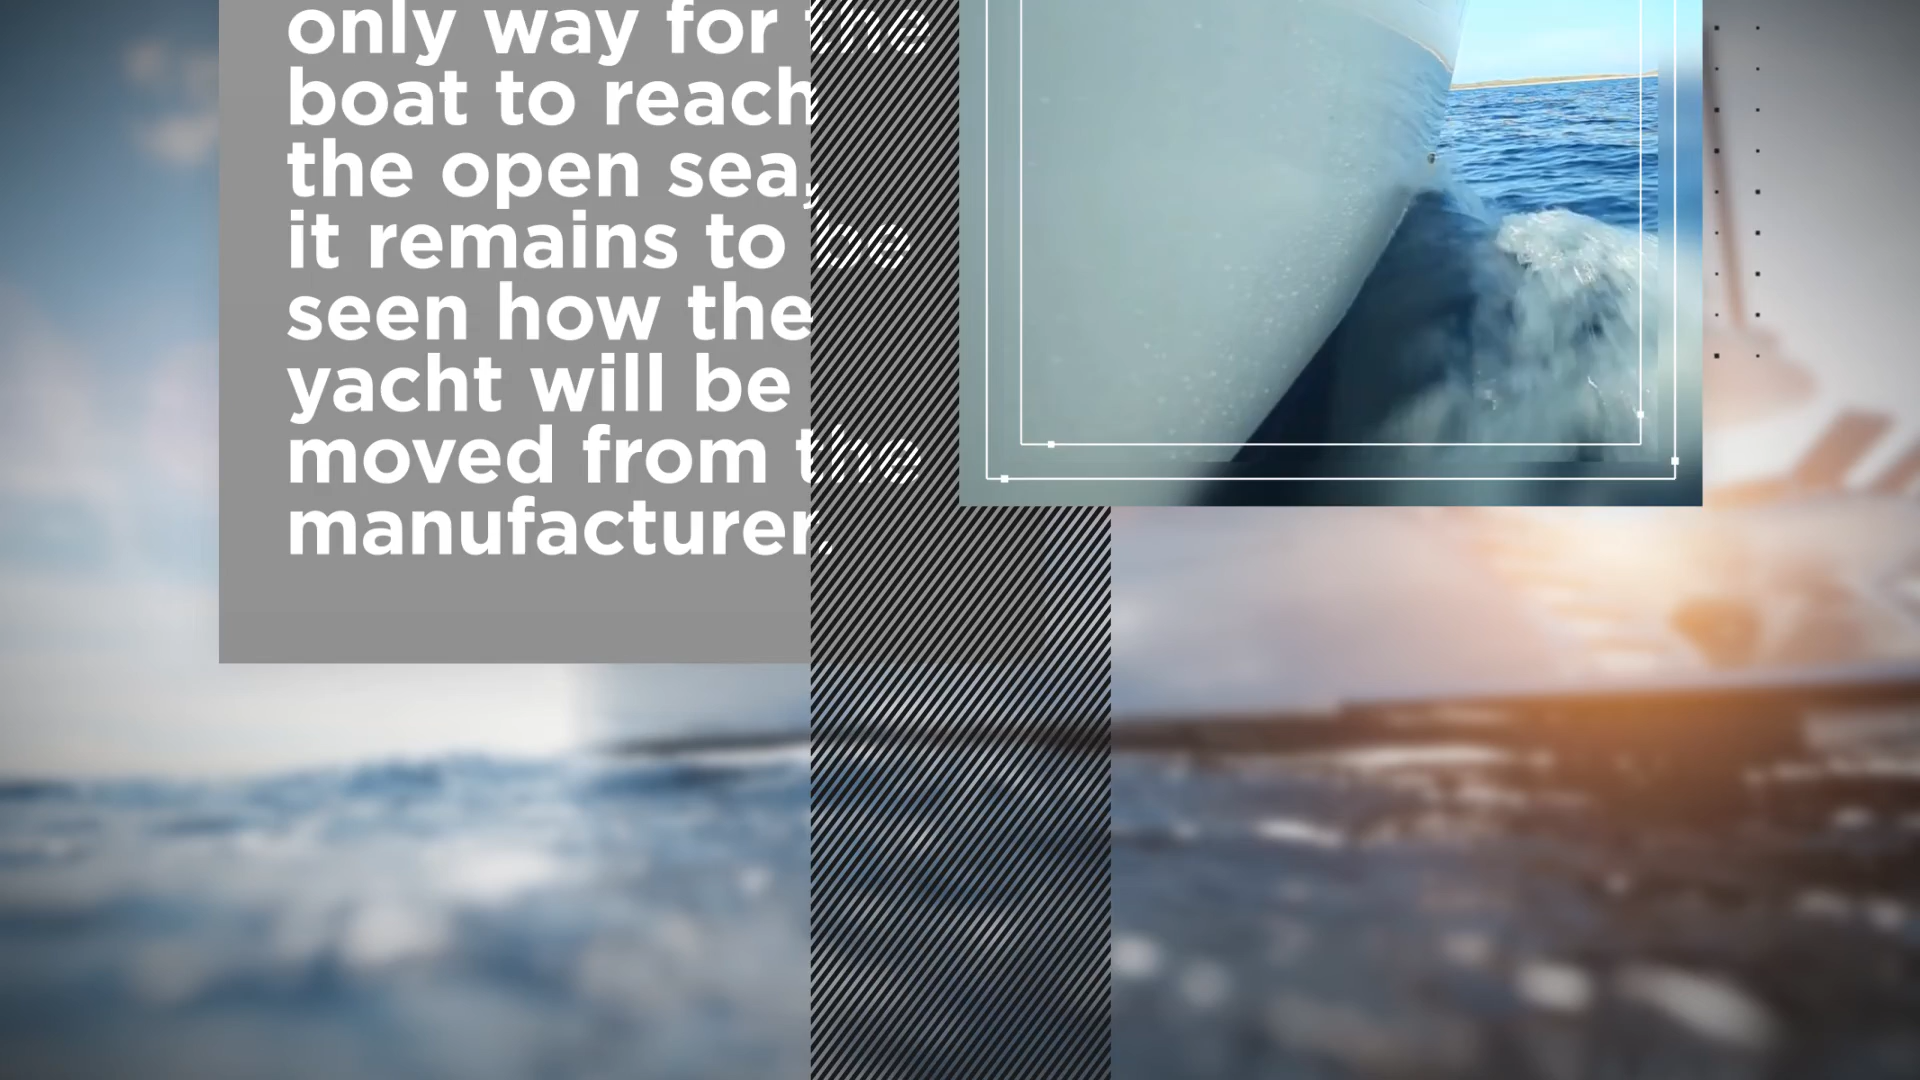 only way for the
boat to reach
the open sea,
it remains to be
seen how the
yacht will be
moved from the
manufacturer.